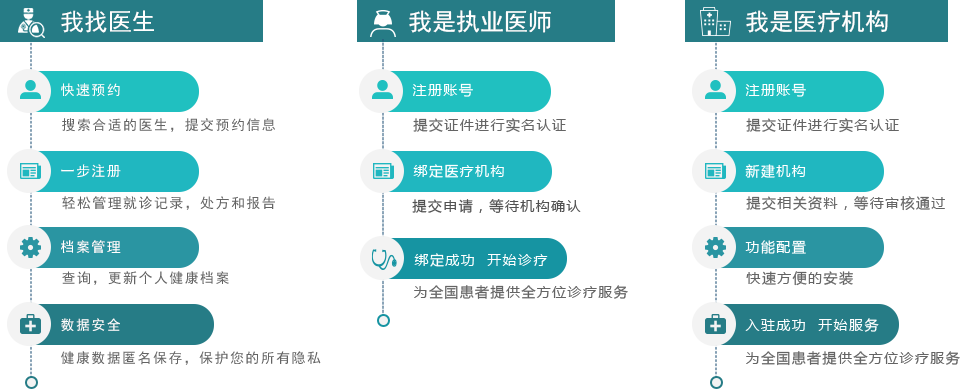 我找医生
快速预约
搜索合适的医生，提交预约信息
一步注册
轻松管理就诊记录，处方和报告
档案管理
查询，更新个人健康档案
数据安全
健康数据匿名保存，保护您的所有隐私
我是执业医师
注册账号
提交证件进行实名认证
绑定医疗机构
提交申请，等待机构确认
绑定成功 开始诊疗
为全国患者提供全方位诊疗服务
我是医疗机构
注册账号
提交证件进行实名认证
新建机构
提交相关资料，等待审核通过
功能配置
快速方便的安装
入驻成功 开始服务
为全国患者提供全方位诊疗服务